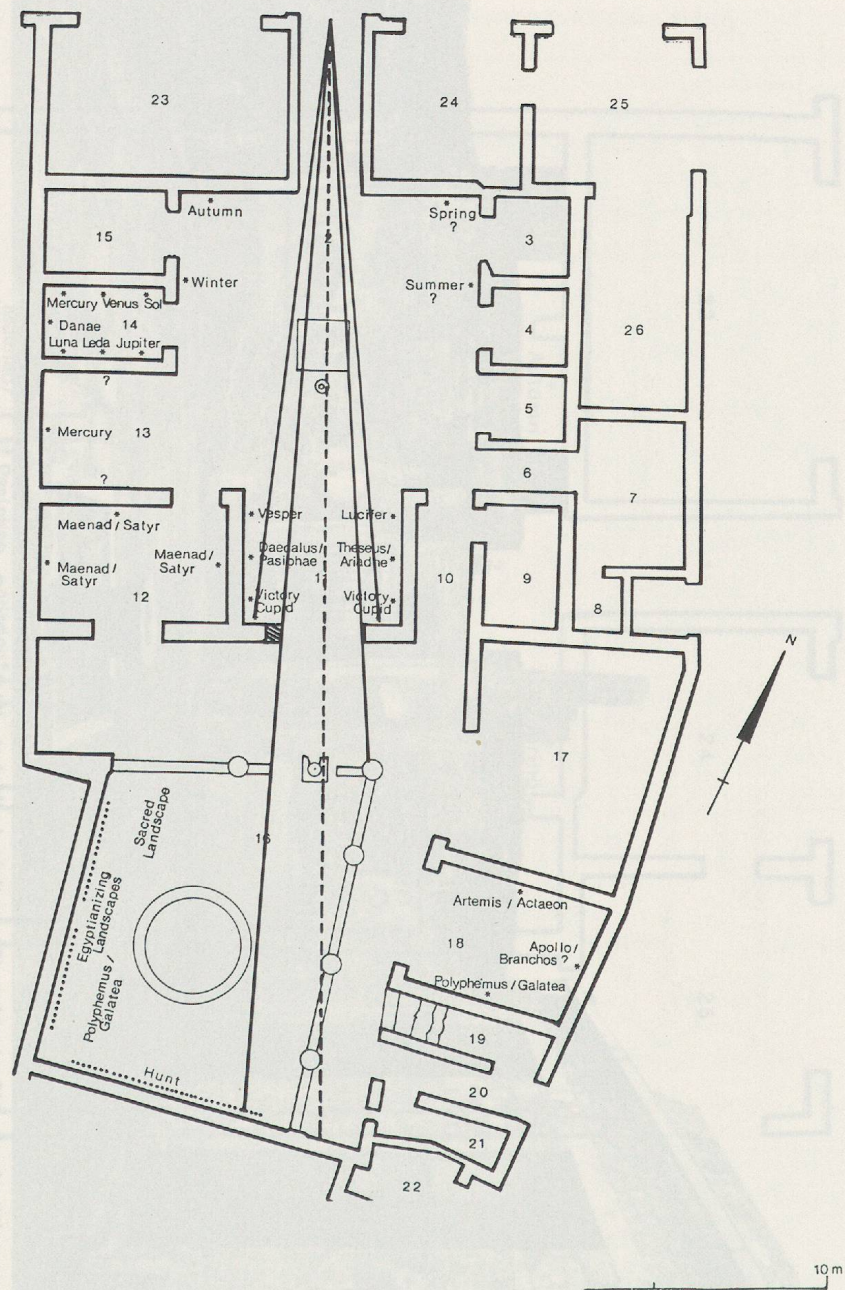 23
24
25
Autumn
Spring
?
15
2
3
Winter
Summer
?
Mercury Venus Sol
Danae 14
Luna Leda Jupiter
4
26
?
5
Mercury 13
6
7
?
Maenad / Satyr
Vesper
Lucifer
Maenad /
Satyr
Maenad /
Satyr
Daedalus /
Pasiphae
Theseus /
Ariadne
11
10
9
12
Victory
Cupid
Victory
Cupid
8
N
17
Sacred
Landscape
16
Egyptianizing
Landscapes
Polyphemus /
Galatea
Artemis / Actaeon
18
Apollo /
Branchos ?
Polyphemus / Galatea
19
Hunt
20
21
22
10 m